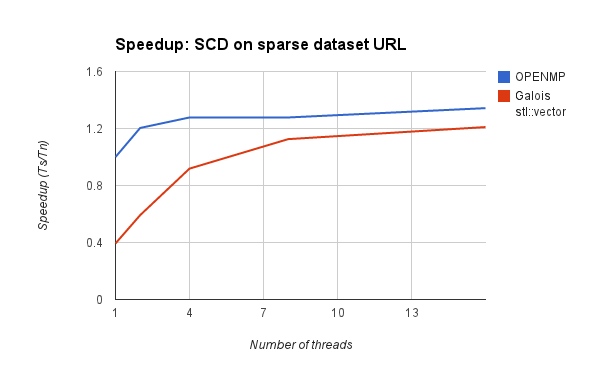 Speedup: SCD on sparse dataset URL
1.6
1.2
0.8
0.4
0
Speedup (Ts/Tn)
1 4 7 10 13
Number of threads
OPENMP
Galois
stl::vector